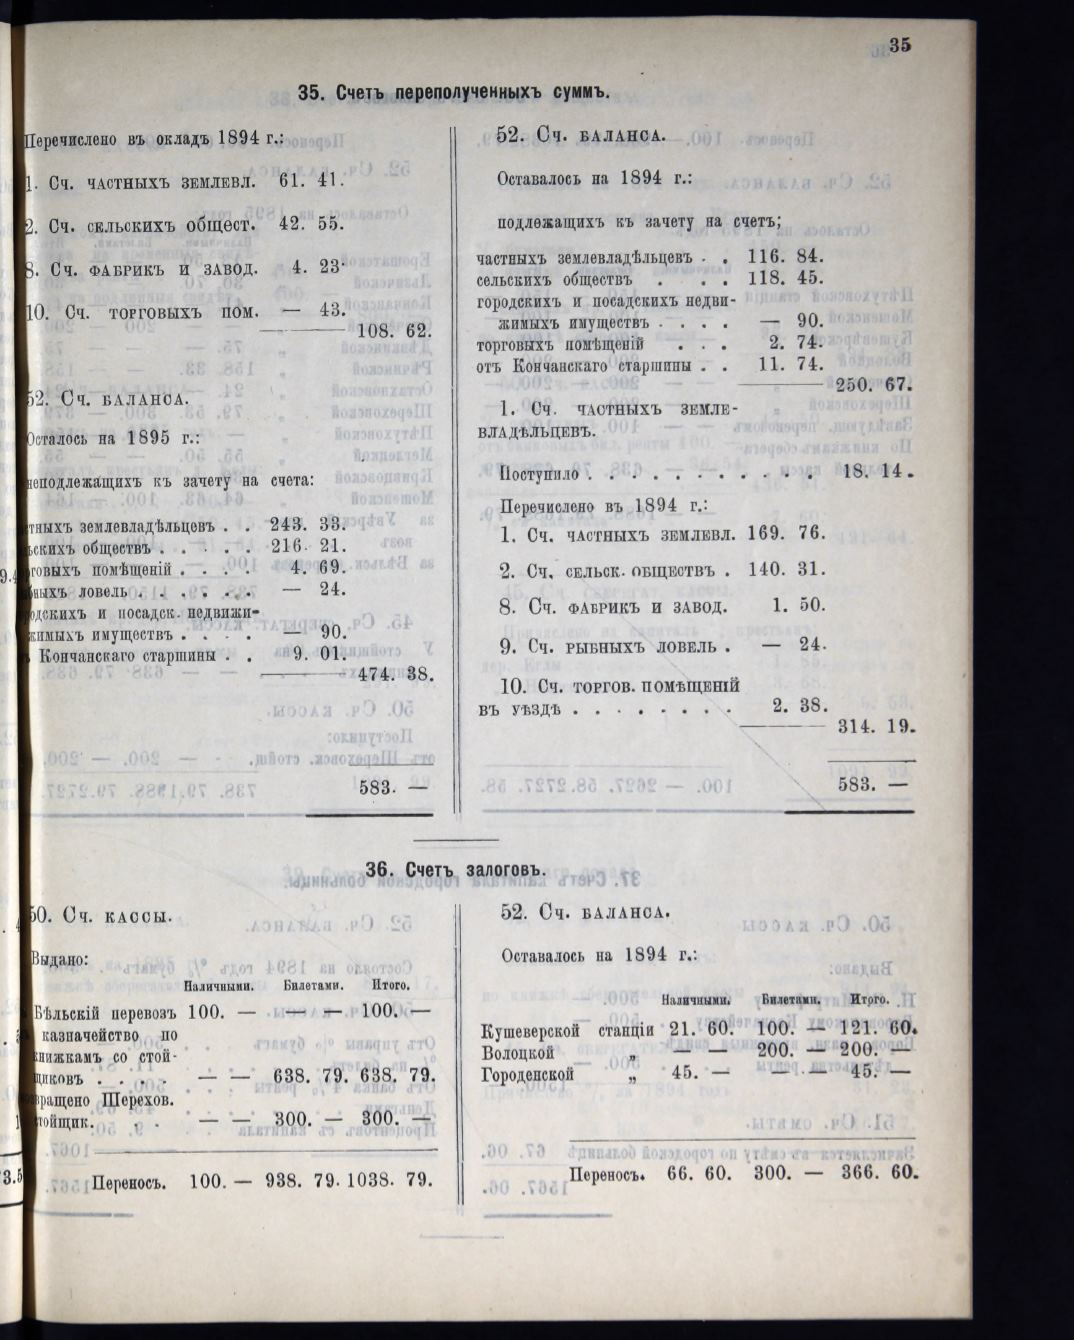 35
35. Счетъ переполученныхъ суммъ.
Перечислено въ окладъ 1894 г.:
1. Сч. частныхъ землевл. 61. 41.
2. Сч. сельскихъ общест. 42. 55.
8. Сч. фабрикъ и завод. 4. 23.
10. Сч. торговыхъ пом. — 43.
108. 62.
52. Сч. баланса.
Осталось на 1895 г.:
неподлежащихъ къ зачету на счета:
тныхъ землевладѣльцевъ . . 243. 33.
ьскихъ обществъ . . . . . 216. 21.
рговыхъ помѣщеній . . . . 4. 69.
ныхъ ловель . . . . . . — 24.
одскихъ и посадск. недвижи-
жимыхъ имуществъ . . . . — 90.
Кончанскаго старшины . . 9. 01.
474. 38.
583. —
52. Сч. баланса.
Оставалось на 1894 г.:
подлежащихъ къ зачету на счетъ;
частныхъ землевладѣльцевъ . . 116. 84.
сельскихъ обществъ . . . 118. 45.
городскихъ и посадскихъ недви-
жимыхъ имуществъ . . . . — 90.
торговыхъ помѣщеній . . . 2. 74.
отъ Кончанскаго старшины . . 11. 74.
250. 67.
1. Сч. частныхъ земле-
владѣльцевъ.
Поступило . . . . . . . . . . 18. 14.
Перечислено въ 1894 г.:
1. Сч. частныхъ землевл. 169. 76.
2. Сч. сельск. обществъ . 140. 31.
8. Сч. фабрикъ и завод. 1. 50.
9. Сч. рыбныхъ ловель . — 24.
10. Сч. торгов. помѣщеній
въ уѣздѣ . . . . . . . . 2. 38.
314. 19.
583. —
36. Счетъ залоговъ.
50. Сч. кассы.
Выдано:
Наличными. Билетами. Итого.
Бѣльскій перевозъ 100. — — — 100. —
казначейство по
книжкамъ со стой-
щиковъ . . . . — — 638. 79. 638. 79.
вращено Шерехов.
тойщик. . . — — 300. — 300. —
Переносъ. 100. — 938. 79. 1038. 79.
52. Сч. баланса.
Оставалось на 1894 г.:
Наличными. Билетами. Итого.
Кушеверской станціи 21. 60. 100. — 121. 60.
Волоцкой „ — — 200. — 200. —
Городенской „ 45. — — — 45. —
Переносъ. 66. 60. 300. — 366. 60.